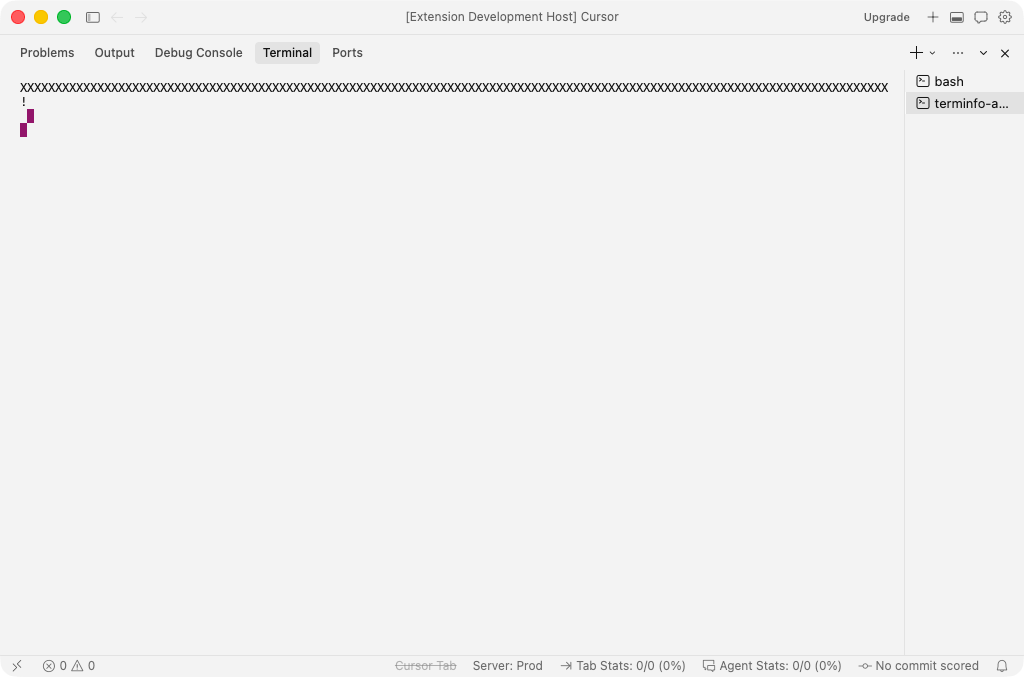 [Extension Development Host] Cursor
Upgrade
Problems Output Debug Console Terminal Ports
XXXXXXXXXXXXXXXXXXXXXXXXXXXXXXXXXXXXXXXXXXXXXXXXXXXXXXXXXXXXXXXXXXXXXXXXXXXXXXXXXXXXXXXXXXXXXXXXXXXXXXXXXXXXXXXXXXXXXXXXXXXX
!
bash
terminfo-a...
0 0 Cursor Tab Server: Prod Tab Stats: 0/0 (0%) Agent Stats: 0/0 (0%) No commit scored